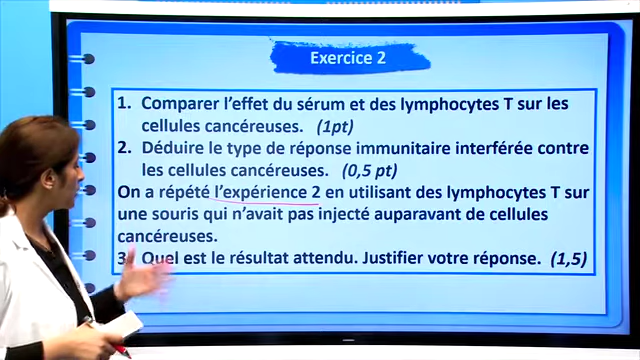 Exercice 2
1. Comparer l'effet du sérum et des lymphocytes T sur les
cellules cancéreuses. (1pt)
2. Déduire le type de réponse immunitaire interférée contre
les cellules cancéreuses. (0,5 pt)
On a répété l'expérience 2 en utilisant des lymphocytes T sur
une souris qui n'avait pas injecté auparavant de cellules
cancéreuses.
3. Quel est le résultat attendu. Justifier votre réponse. (1,5)